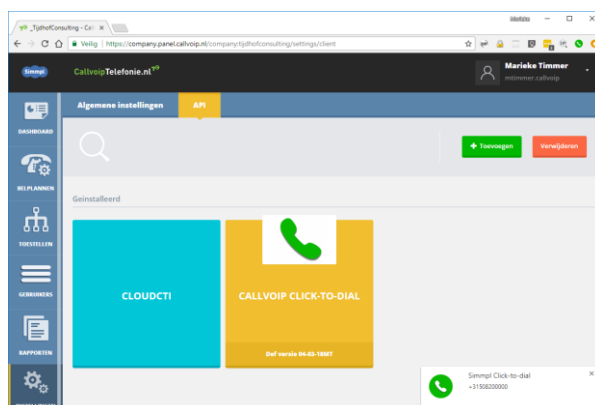 _TijdhofConsulting - Call
Veilig | https://company.panel.callvoip.nl/company:tijdhofconsulting/settings/client
Simmpl
CallvoipTelefonie.nl
Marieke Timmer
mtimmer.callvoip
Algemene instellingen API
DASHBOARD
+ Toevoegen Verwijderen
BELPLANNEN
Geïnstalleerd
TOESTELLEN
GEBRUIKERS
CLOUDCTI
CALLVOIP CLICK-TO-DIAL
RAPPORTEN
Def versie 04-03-18MT
Simmpl Click-to-dial
+31508200000